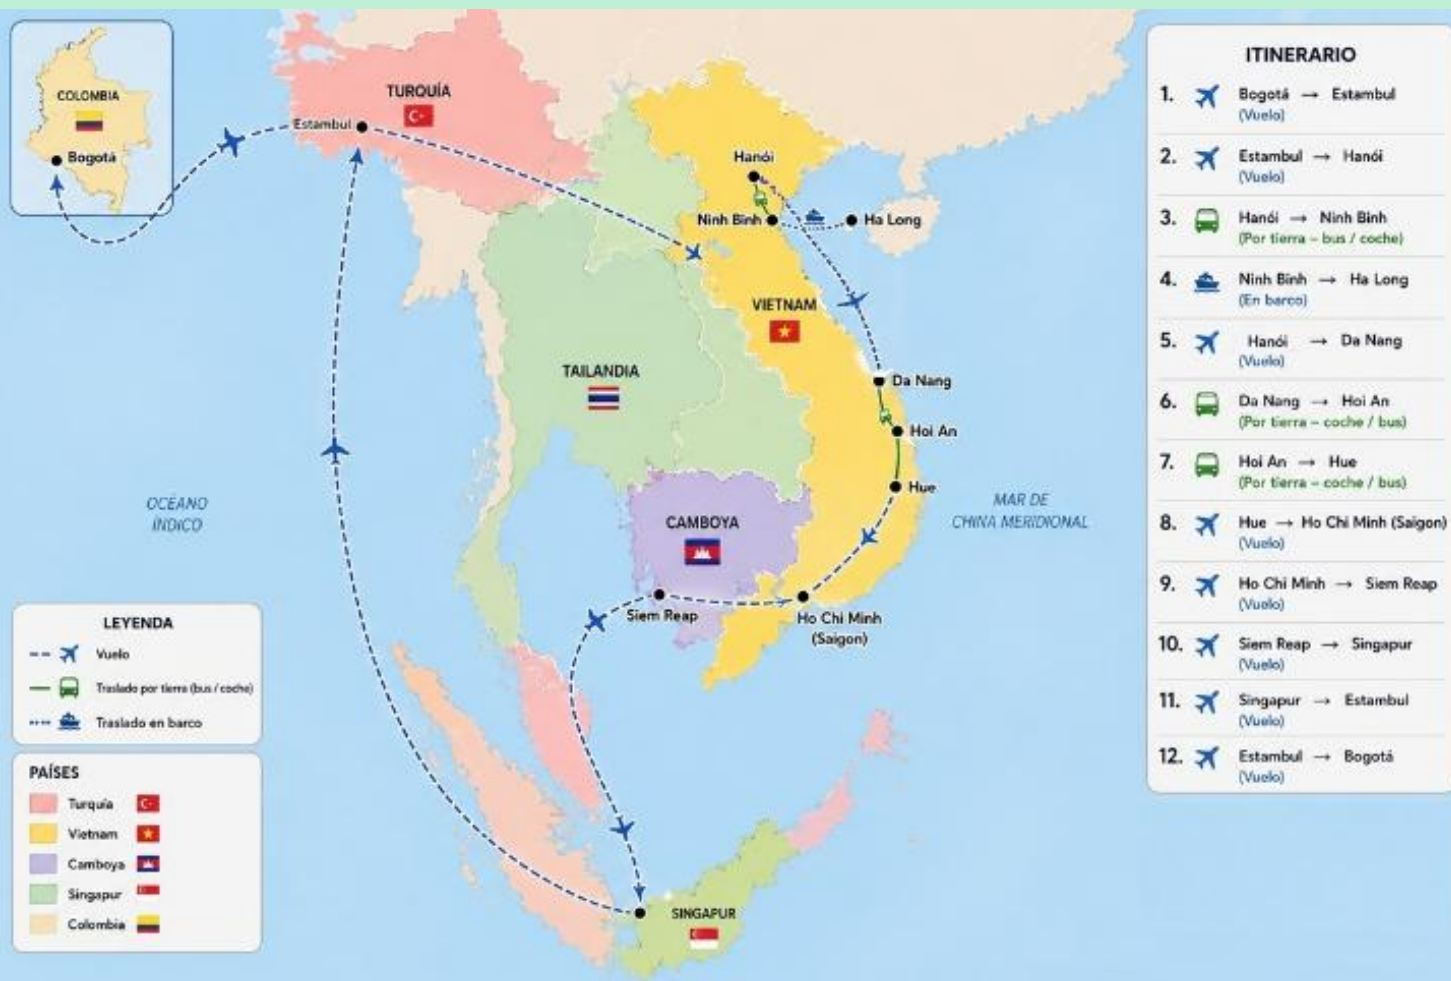 COLOMBIA
Bogotá
TURQUÍA
Estambul
Hanói
Ninh Binh
Ha Long
VIETNAM
TAILANDIA
Da Nang
Hoi An
Hue
CAMBOYA
Siem Reap
Ho Chi Minh
(Saigon)
OCÉANO
ÍNDICO
MAR DE
CHINA MERIDIONAL
SINGAPUR
LEYENDA
Vuelo
Traslado por tierra (bus / coche)
Traslado en barco
PAÍSES
Turquía
Vietnam
Camboya
Singapur
Colombia
ITINERARIO
1. Bogotá → Estambul
(Vuelo)
2. Estambul → Hanói
(Vuelo)
3. Hanói → Ninh Binh
(Por tierra – bus / coche)
4. Ninh Binh → Ha Long
(En barco)
5. Hanói → Da Nang
(Vuelo)
6. Da Nang → Hoi An
(Por tierra – coche / bus)
7. Hoi An → Hue
(Por tierra – coche / bus)
8. Hue → Ho Chi Minh (Saigon)
(Vuelo)
9. Ho Chi Minh → Siem Reap
(Vuelo)
10. Siem Reap → Singapur
(Vuelo)
11. Singapur → Estambul
(Vuelo)
12. Estambul → Bogotá
(Vuelo)